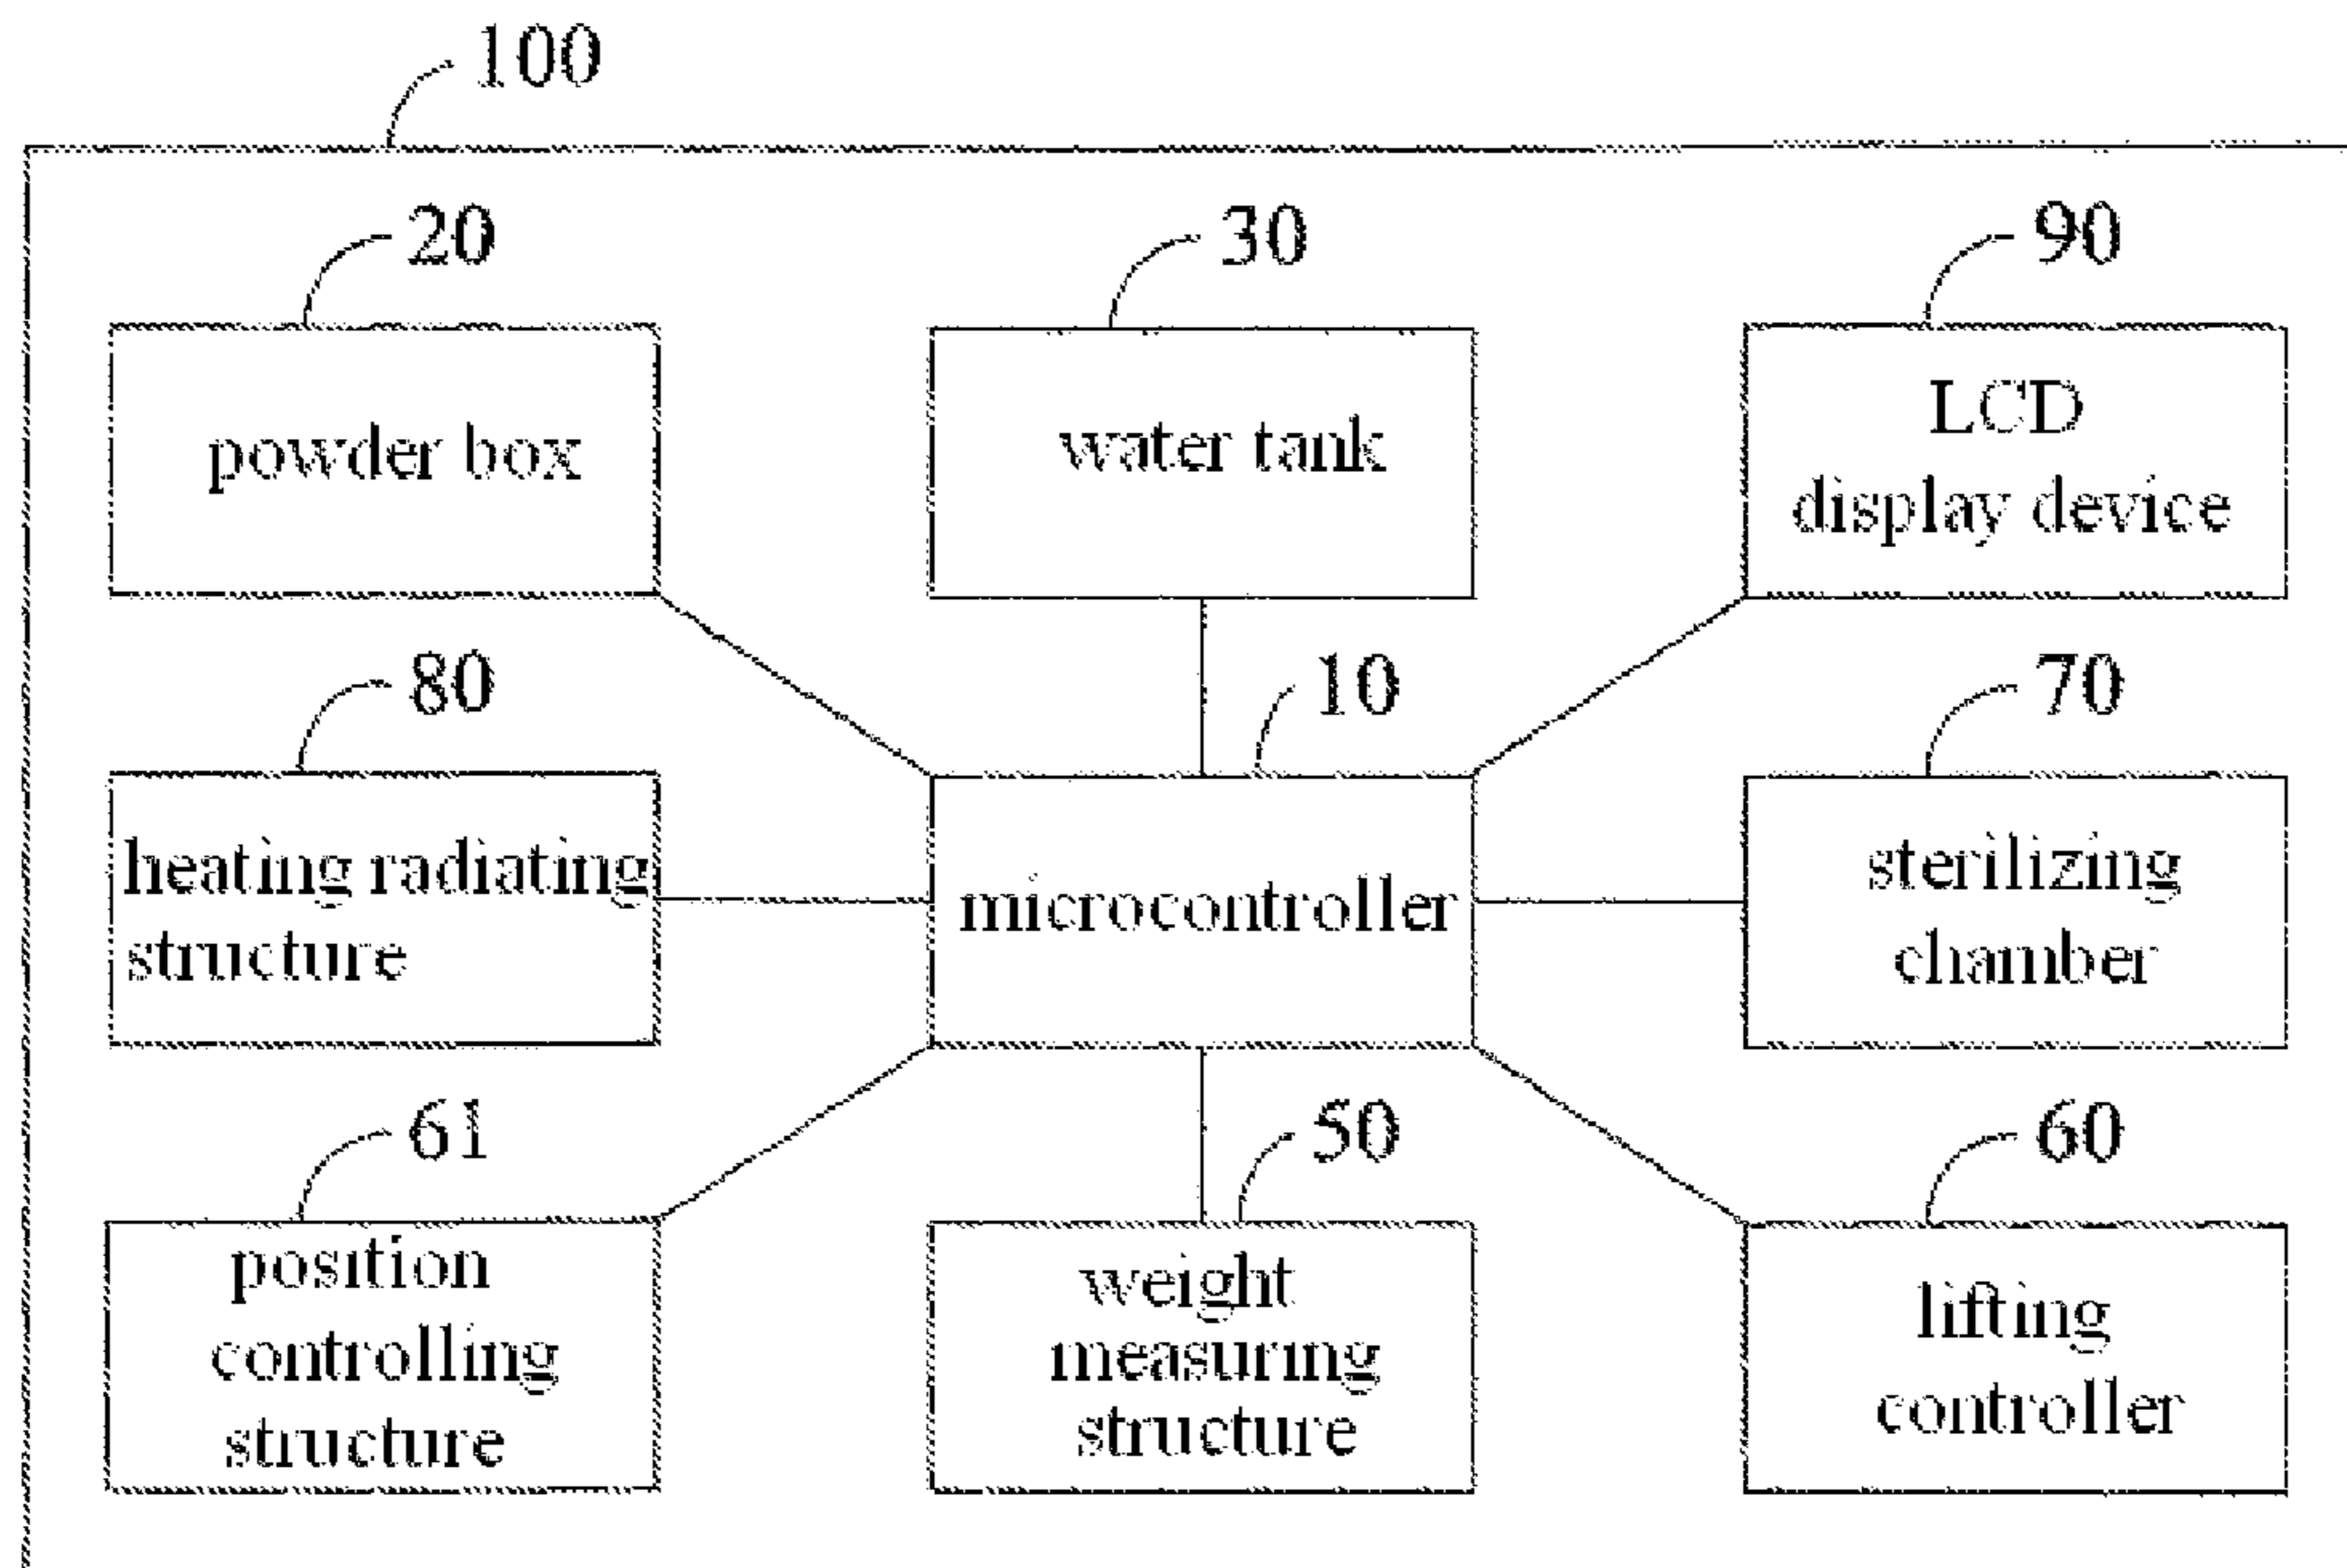 100
20
30
90
powder box
water tank
LCD
display device
80
10
70
heating radiating
structure
microcontroller
sterilizing
chamber
61
50
60
position
controlling
structure
weight
measuring
structure
lifting
controller